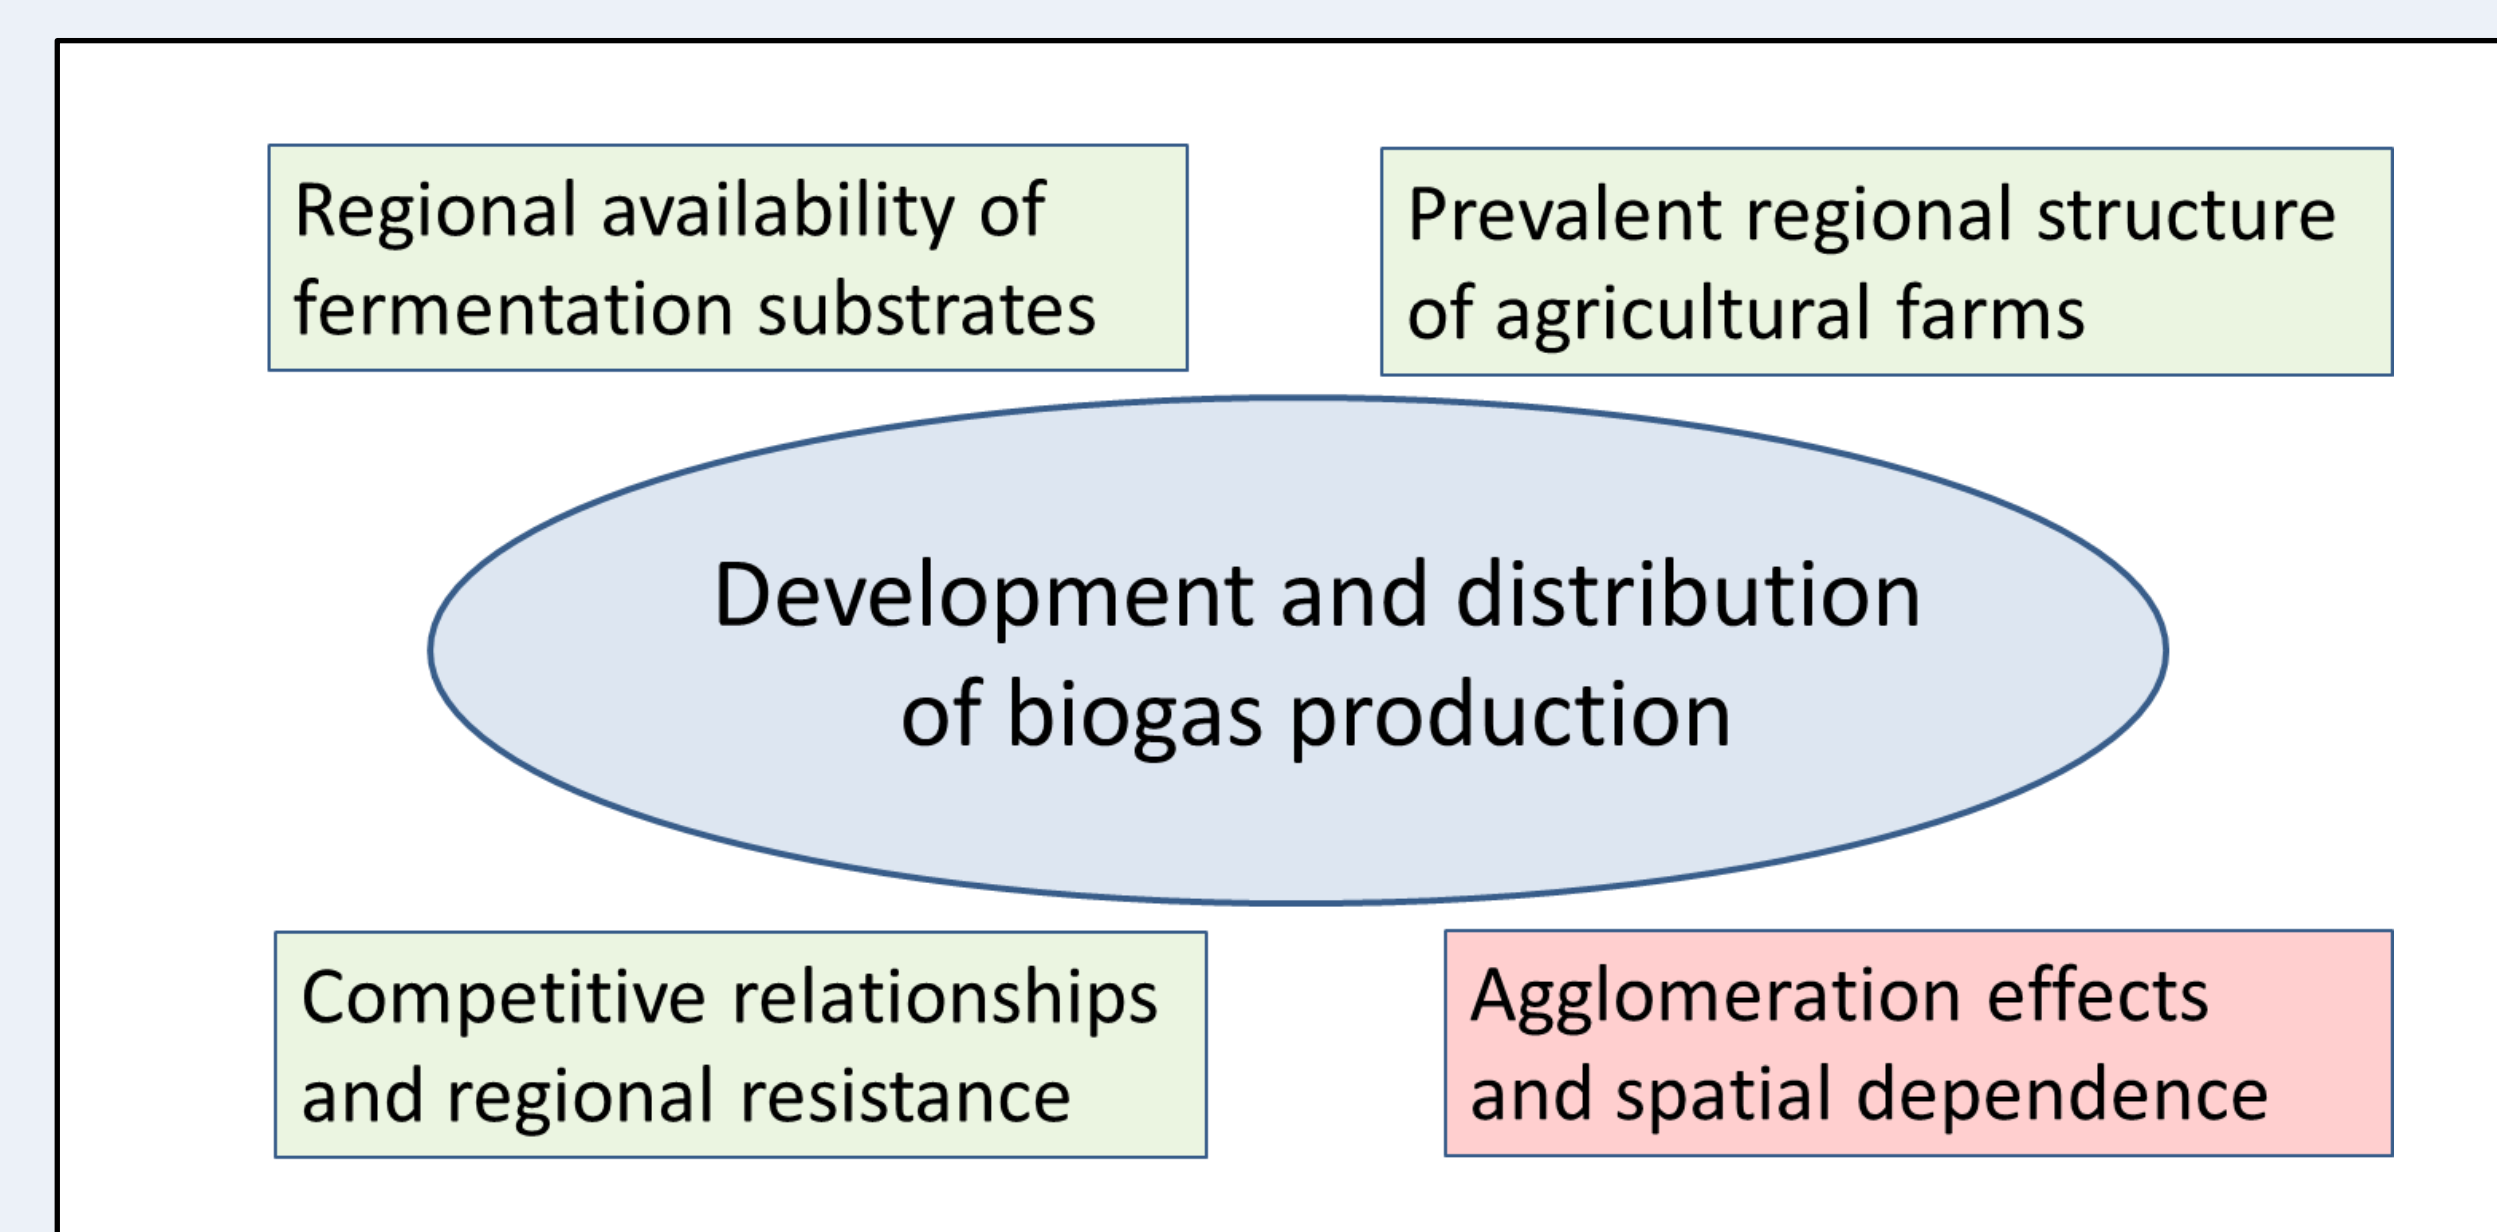 Regional availability of
fermentation substrates
Prevalent regional structure
of agricultural farms
Development and distribution
of biogas production
Competitive relationships
and regional resistance
Agglomeration effects
and spatial dependence